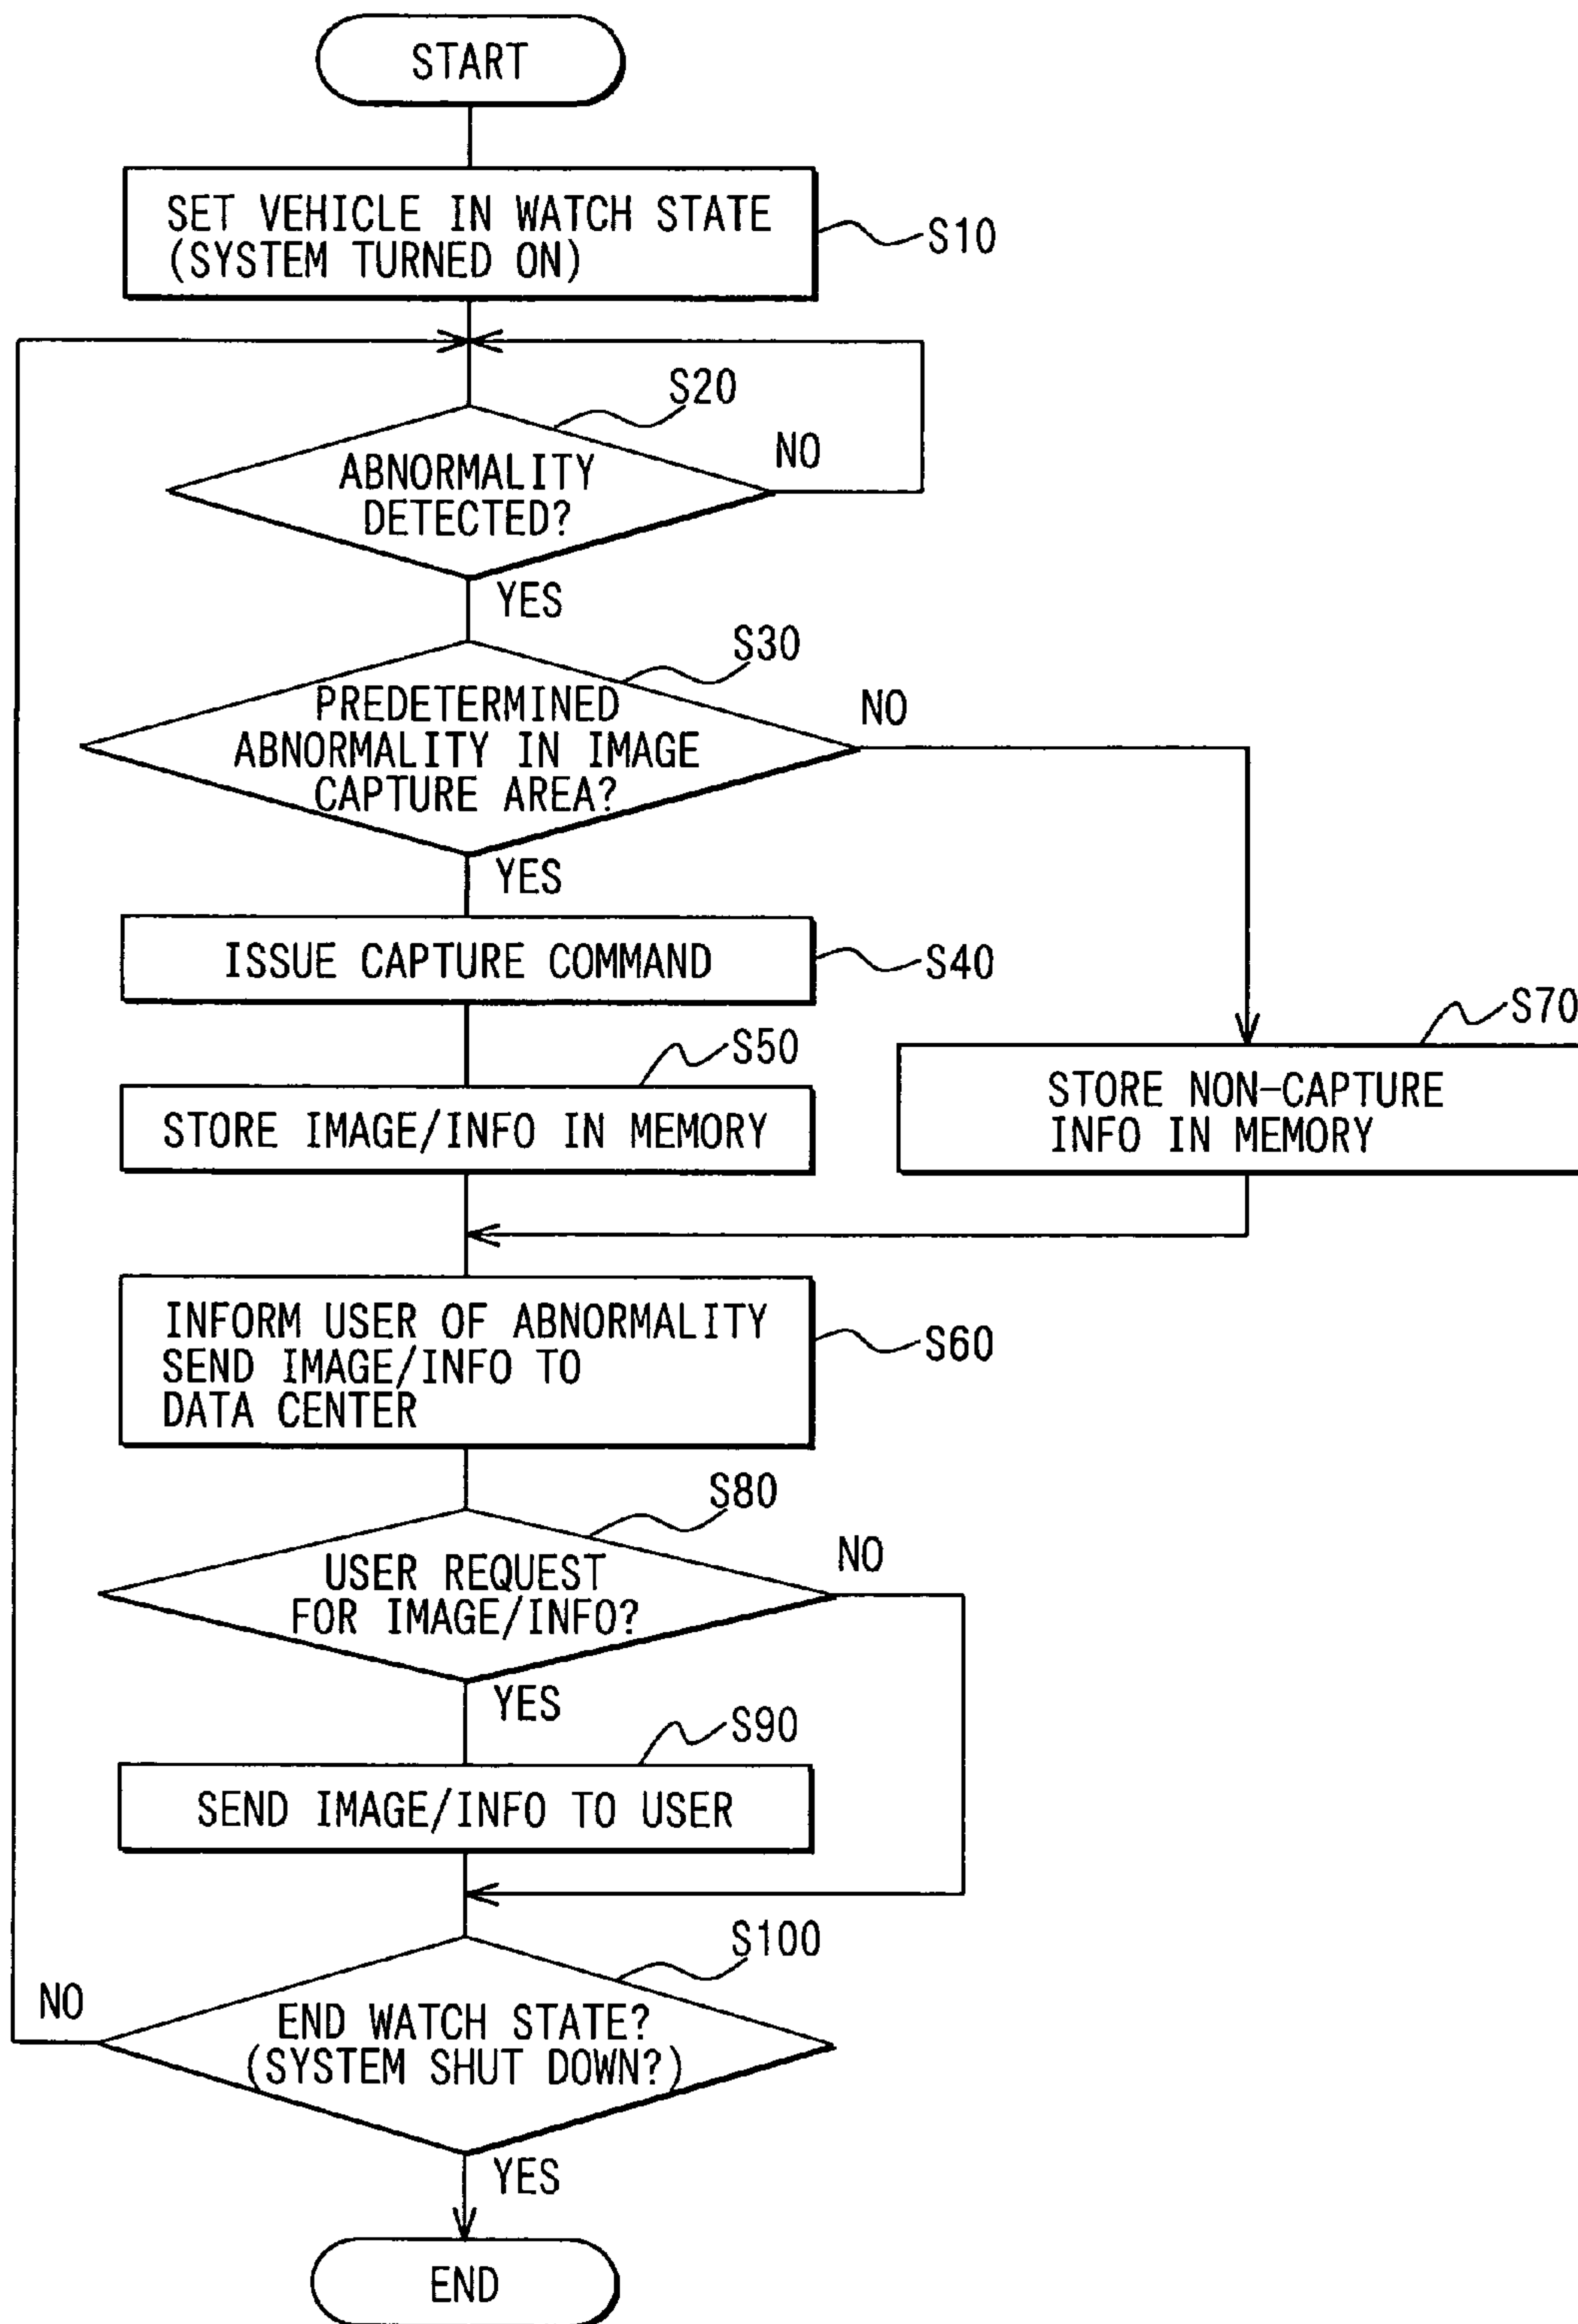 START
SET VEHICLE IN WATCH STATE
(SYSTEM TURNED ON)
S10
S20
ABNORMALITY
DETECTED?
NO
YES
S30
PREDETERMINED
ABNORMALITY IN IMAGE
CAPTURE AREA?
NO
YES
ISSUE CAPTURE COMMAND
S40
S50
STORE IMAGE/INFO IN MEMORY
S70
STORE NON-CAPTURE
INFO IN MEMORY
INFORM USER OF ABNORMALITY
SEND IMAGE/INFO TO
DATA CENTER
S60
S80
USER REQUEST
FOR IMAGE/INFO?
NO
YES
S90
SEND IMAGE/INFO TO USER
S100
END WATCH STATE?
(SYSTEM SHUT DOWN?)
NO
YES
END